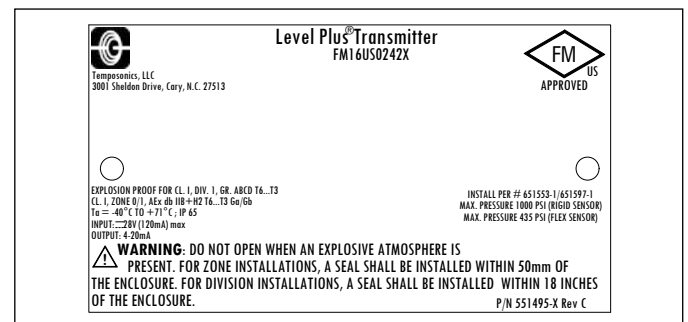 Level Plus® Transmitter
FM16US0242X
Temposonics, LLC
3001 Sheldon Drive, Cary, N.C. 27513
FM
US
APPROVED
EXPLOSION PROOF FOR CL. I, DIV. 1, GR. ABCD T6...T3
CL. I, ZONE 0/1, AEx db IIB+H2 T6...T3 Ga/Gb
Ta = -40°C TO +71°C ; IP 65
INPUT: ⎓28V (120mA) max
OUTPUT: 4-20mA
INSTALL PER # 651553-1/651597-1
MAX. PRESSURE 1000 PSI (RIGID SENSOR)
MAX. PRESSURE 435 PSI (FLEX SENSOR)
WARNING: DO NOT OPEN WHEN AN EXPLOSIVE ATMOSPHERE IS
PRESENT. FOR ZONE INSTALLATIONS, A SEAL SHALL BE INSTALLED WITHIN 50mm OF
THE ENCLOSURE. FOR DIVISION INSTALLATIONS, A SEAL SHALL BE INSTALLED WITHIN 18 INCHES
OF THE ENCLOSURE.
P/N 551495-X Rev C